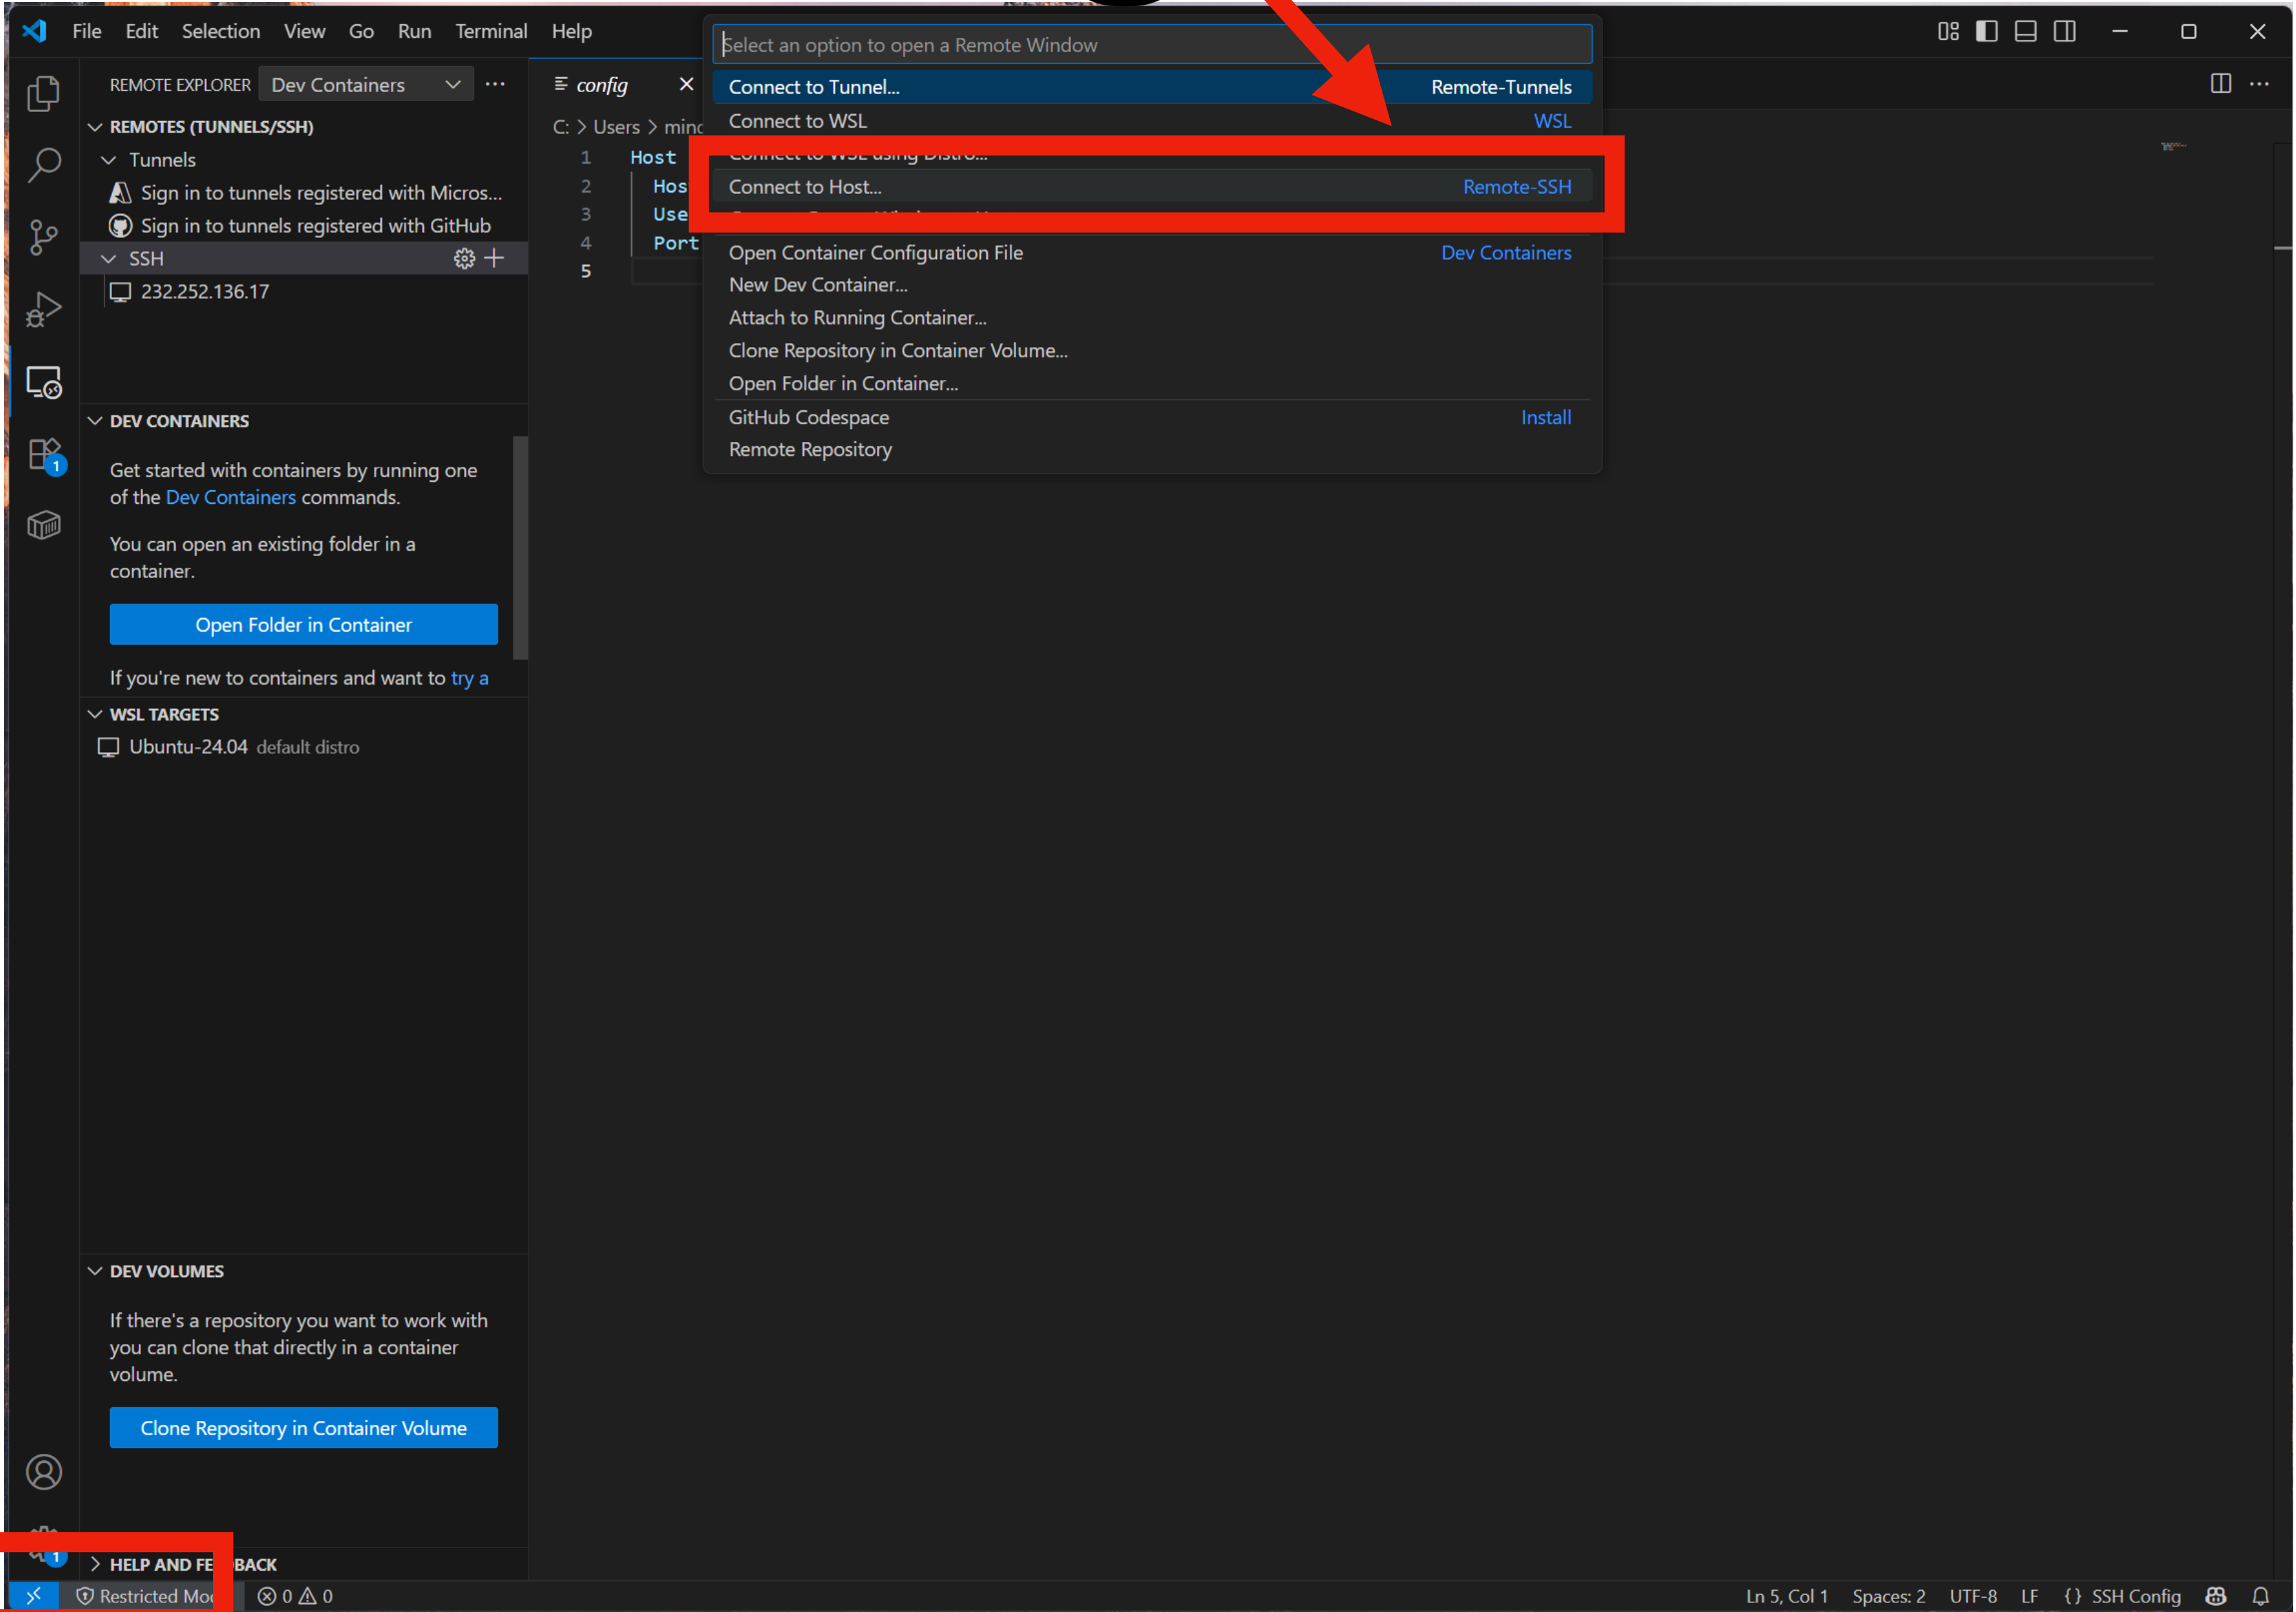 File Edit Selection View Go Run Terminal Help
Select an option to open a Remote Window
REMOTE EXPLORER Dev Containers
config
Connect to Tunnel... Remote-Tunnels
Connect to WSL WSL
Connect to WSL using Distro...
Connect to Host... Remote-SSH
Open Container Configuration File Dev Containers
New Dev Container...
Attach to Running Container...
Clone Repository in Container Volume...
Open Folder in Container...
GitHub Codespace Install
Remote Repository
REMOTES (TUNNELS/SSH)
Tunnels
Sign in to tunnels registered with Micros...
Sign in to tunnels registered with GitHub
SSH
232.252.136.17
C: > Users >
1 Host
2
3
4 Port
5
DEV CONTAINERS
Get started with containers by running one
of the Dev Containers commands.
You can open an existing folder in a
container.
Open Folder in Container
If you're new to containers and want to try a
WSL TARGETS
Ubuntu-24.04 default distro
DEV VOLUMES
If there's a repository you want to work with
you can clone that directly in a container
volume.
Clone Repository in Container Volume
1
1
HELP AND FEEDBACK
Restricted Mode 0 0
Ln 5, Col 1 Spaces: 2 UTF-8 LF {} SSH Config